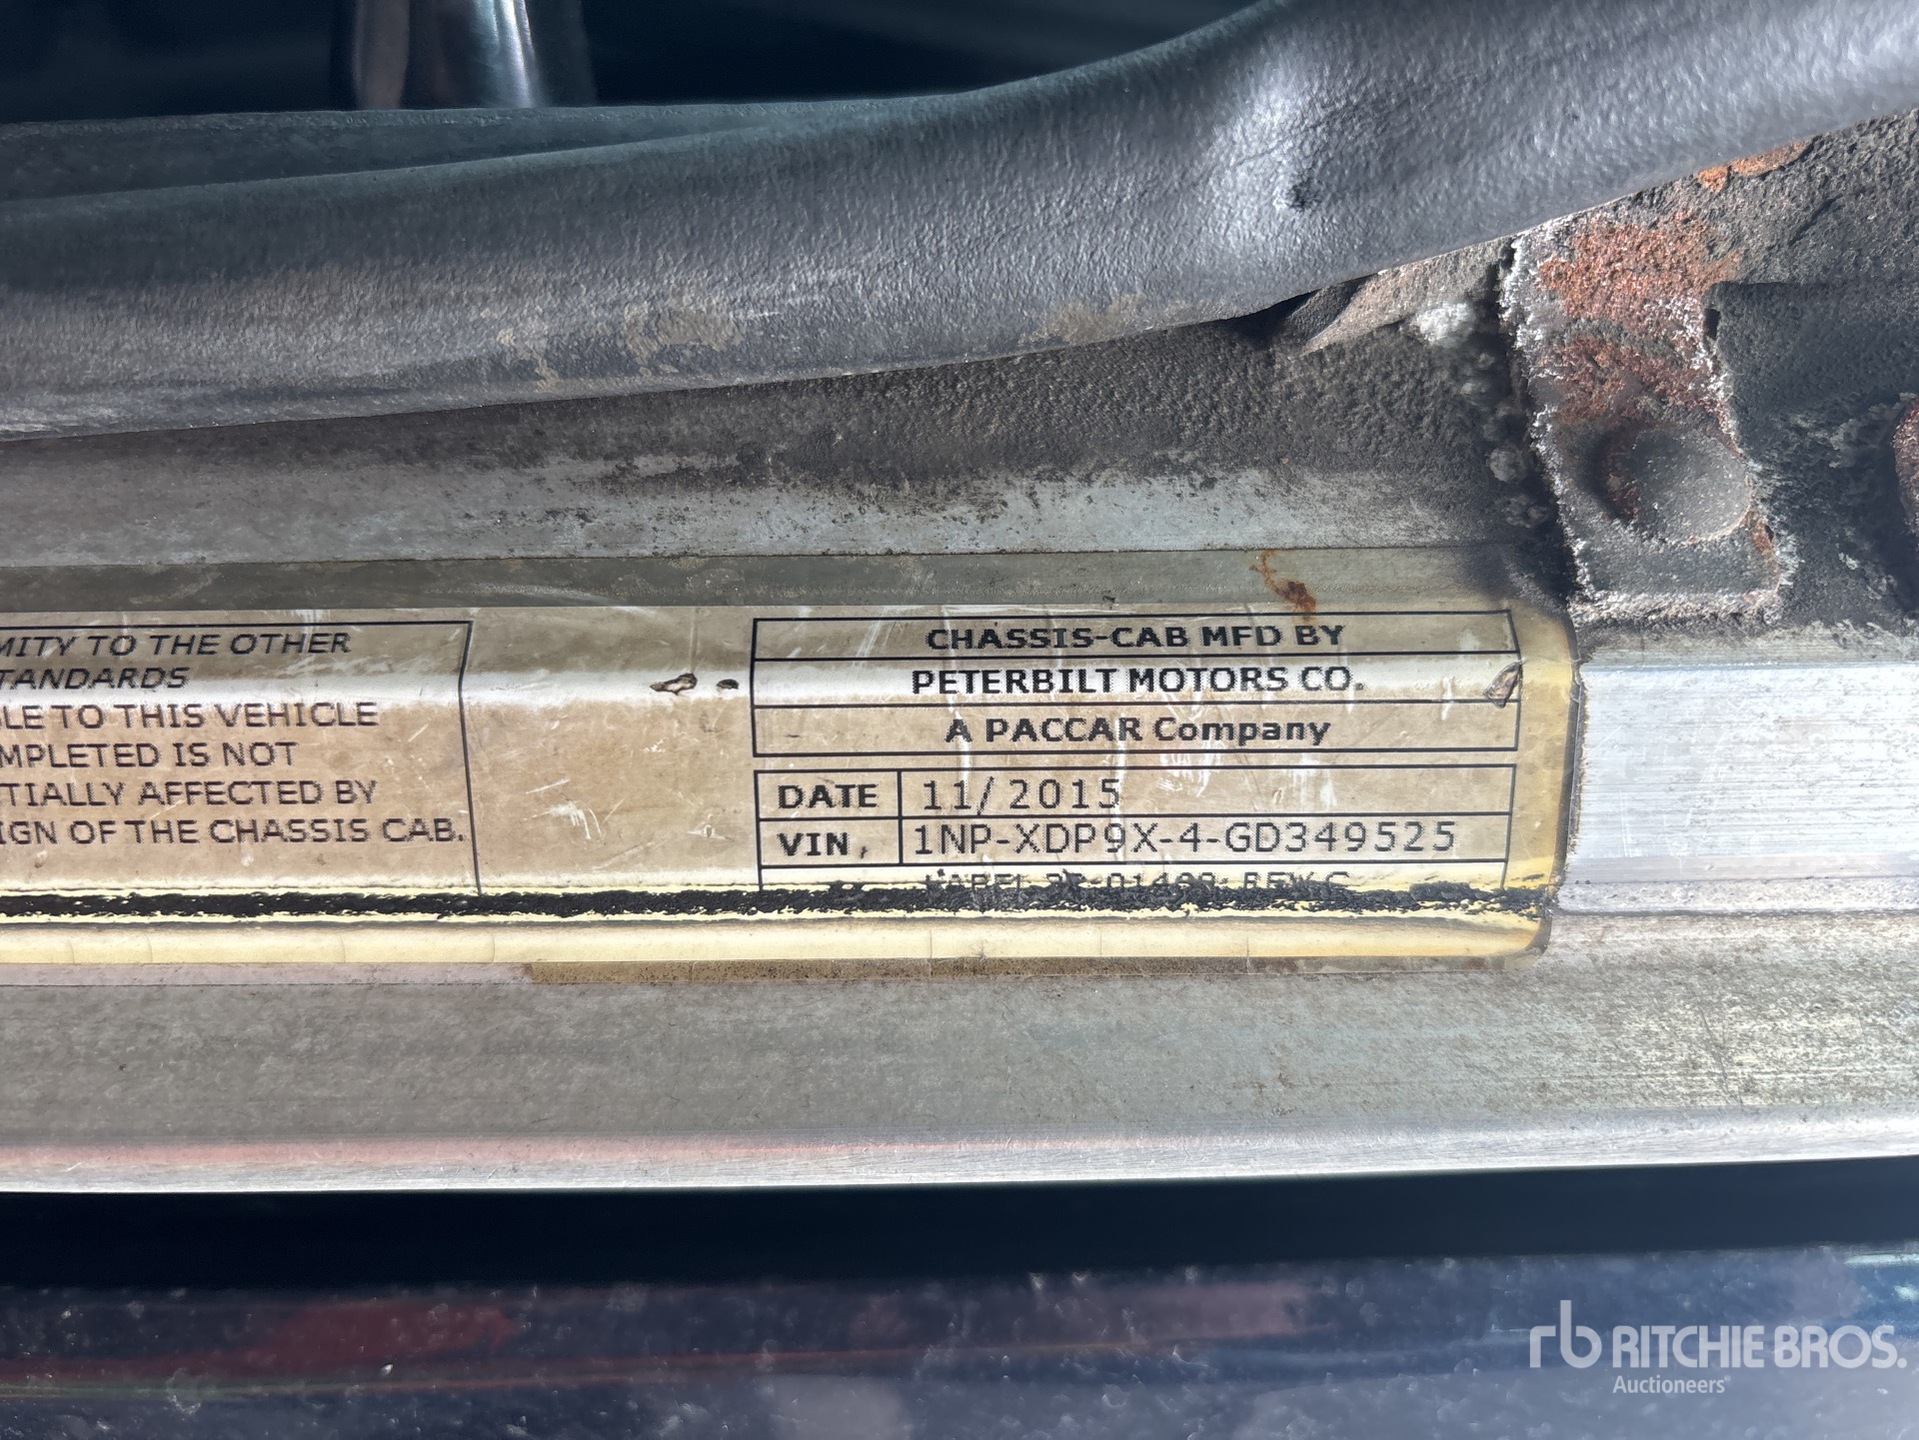 MITY TO THE OTHER
TANDARDS
LE TO THIS VEHICLE
MPLETED IS NOT
TIALLY AFFECTED BY
IGN OF THE CHASSIS CAB.
CHASSIS-CAB MFD BY
PETERBILT MOTORS CO.
A PACCAR Company
DATE 11/2015
VIN, 1NP-XDP9X-4-GD349525
rb RITCHIE BROS.
Auctioneers